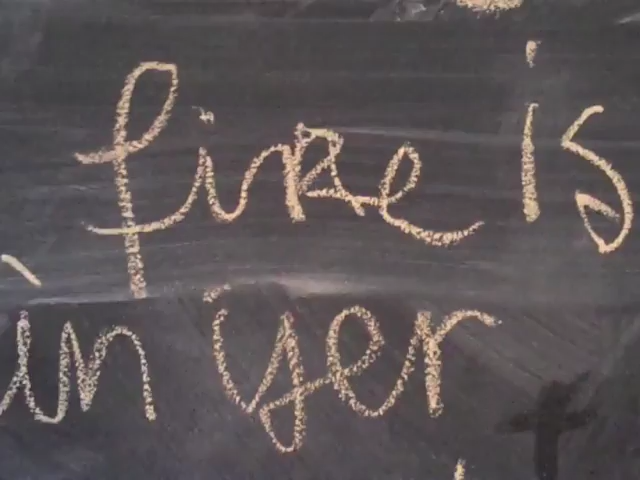 fire is
in yer